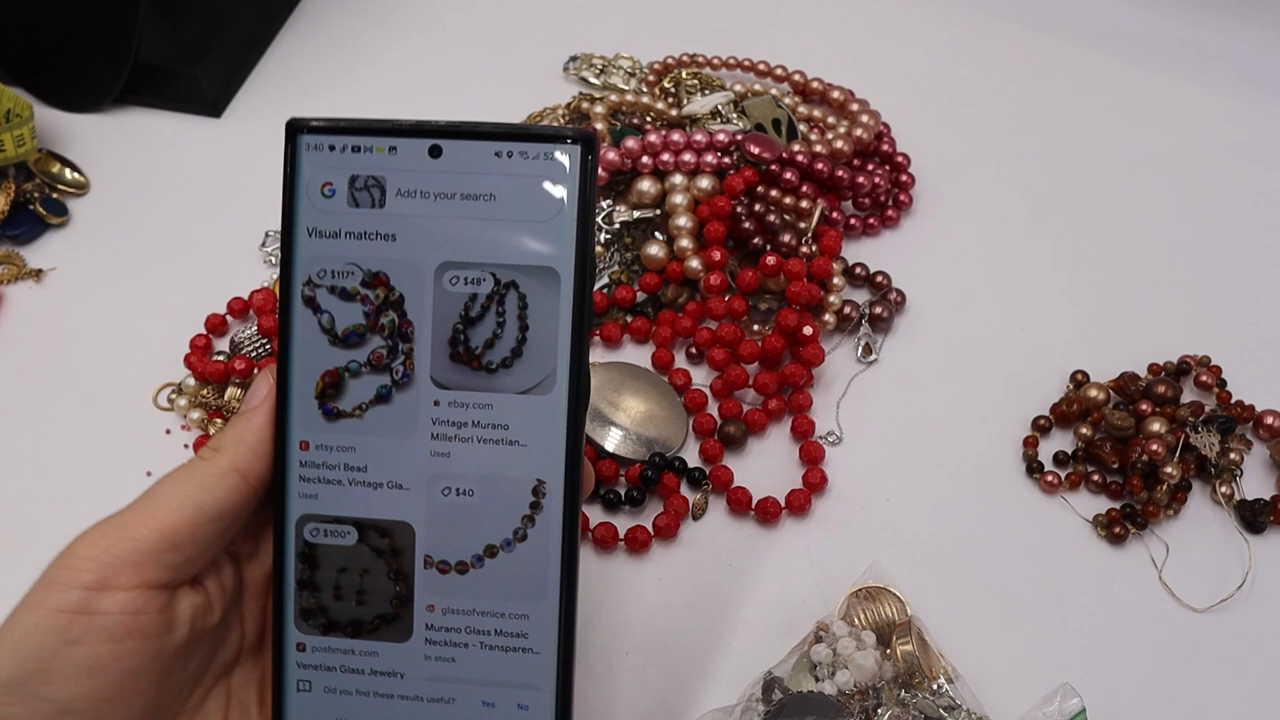 3:40
52
Add to your search
Visual matches
$117*
etsy.com
Millefiori Bead
Necklace, Vintage Gla...
Used
$48*
ebay.com
Vintage Murano
Millefiori Venetian...
Used
$100*
poshmark.com
Venetian Glass Jewelry
$40
glassofvenice.com
Murano Glass Mosaic
Necklace - Transparen...
In stock
Did you find these results useful?
Yes
No